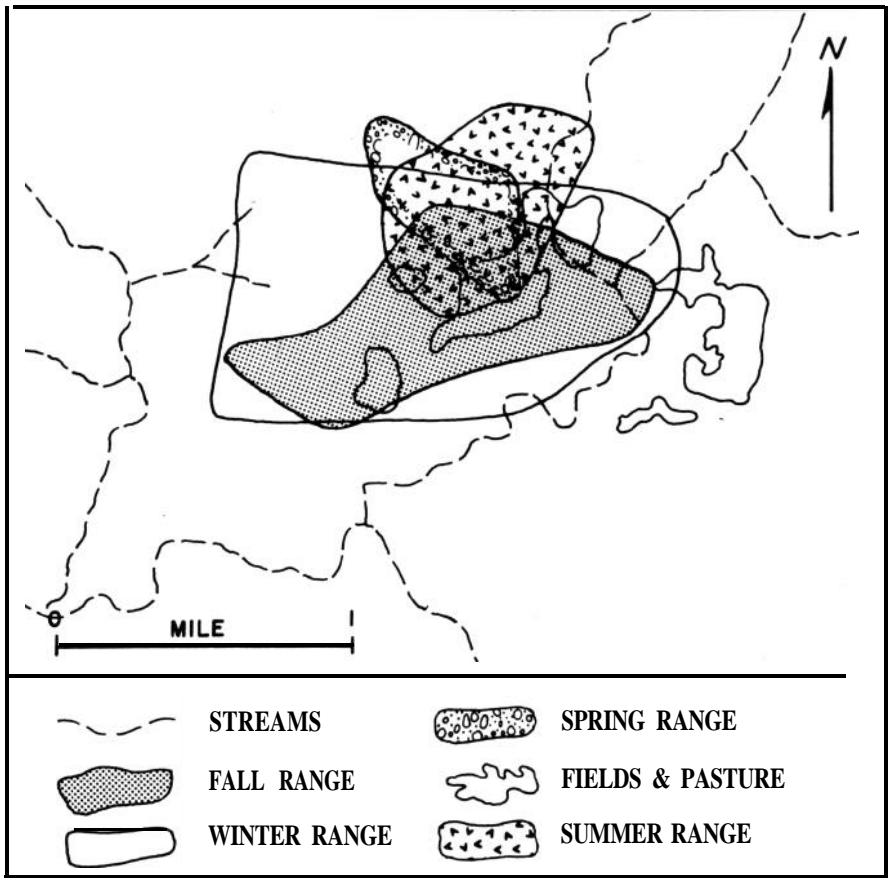 N
0 1
MILE
STREAMS
SPRING RANGE
FALL RANGE
FIELDS & PASTURE
WINTER RANGE
SUMMER RANGE